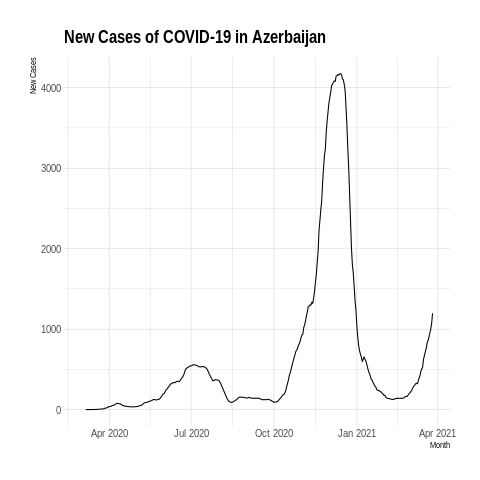 New Cases of COVID-19 in Azerbaijan
New Cases
4000
3000
2000
1000
0
Apr 2020 Jul 2020 Oct 2020 Jan 2021 Apr 2021
Month